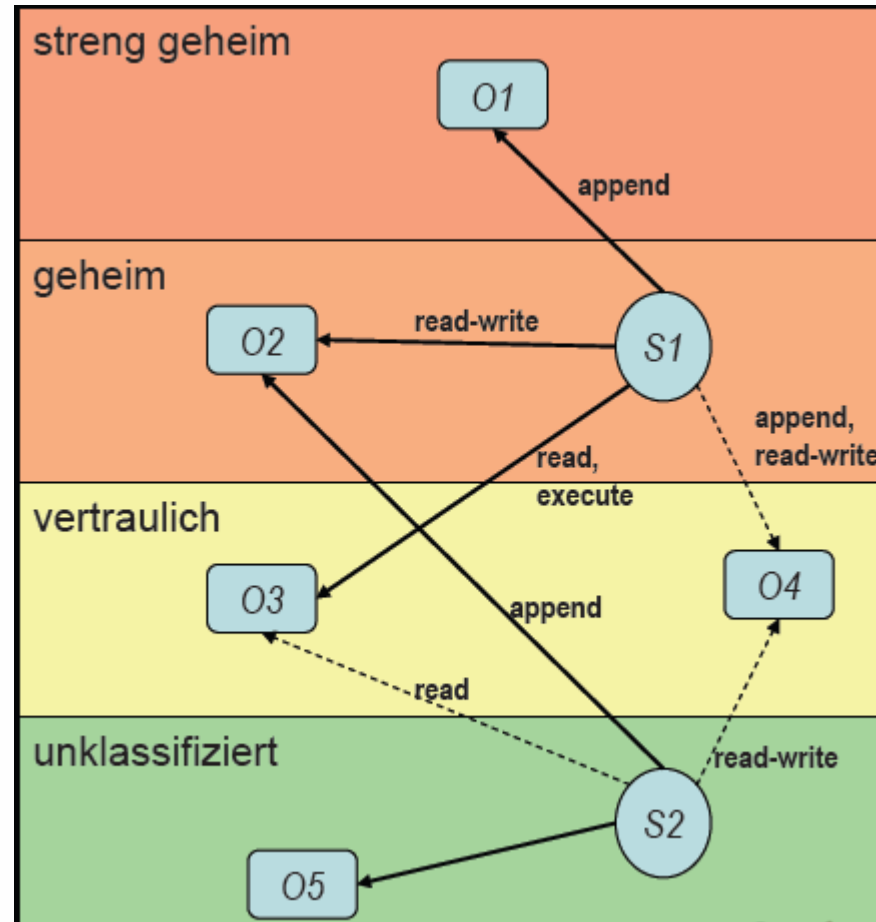 streng geheim
O1
append
geheim
O2
read-write
S1
append,
read-write
read,
execute
vertraulich
O3
O4
append
read
unklassifiziert
read-write
S2
O5